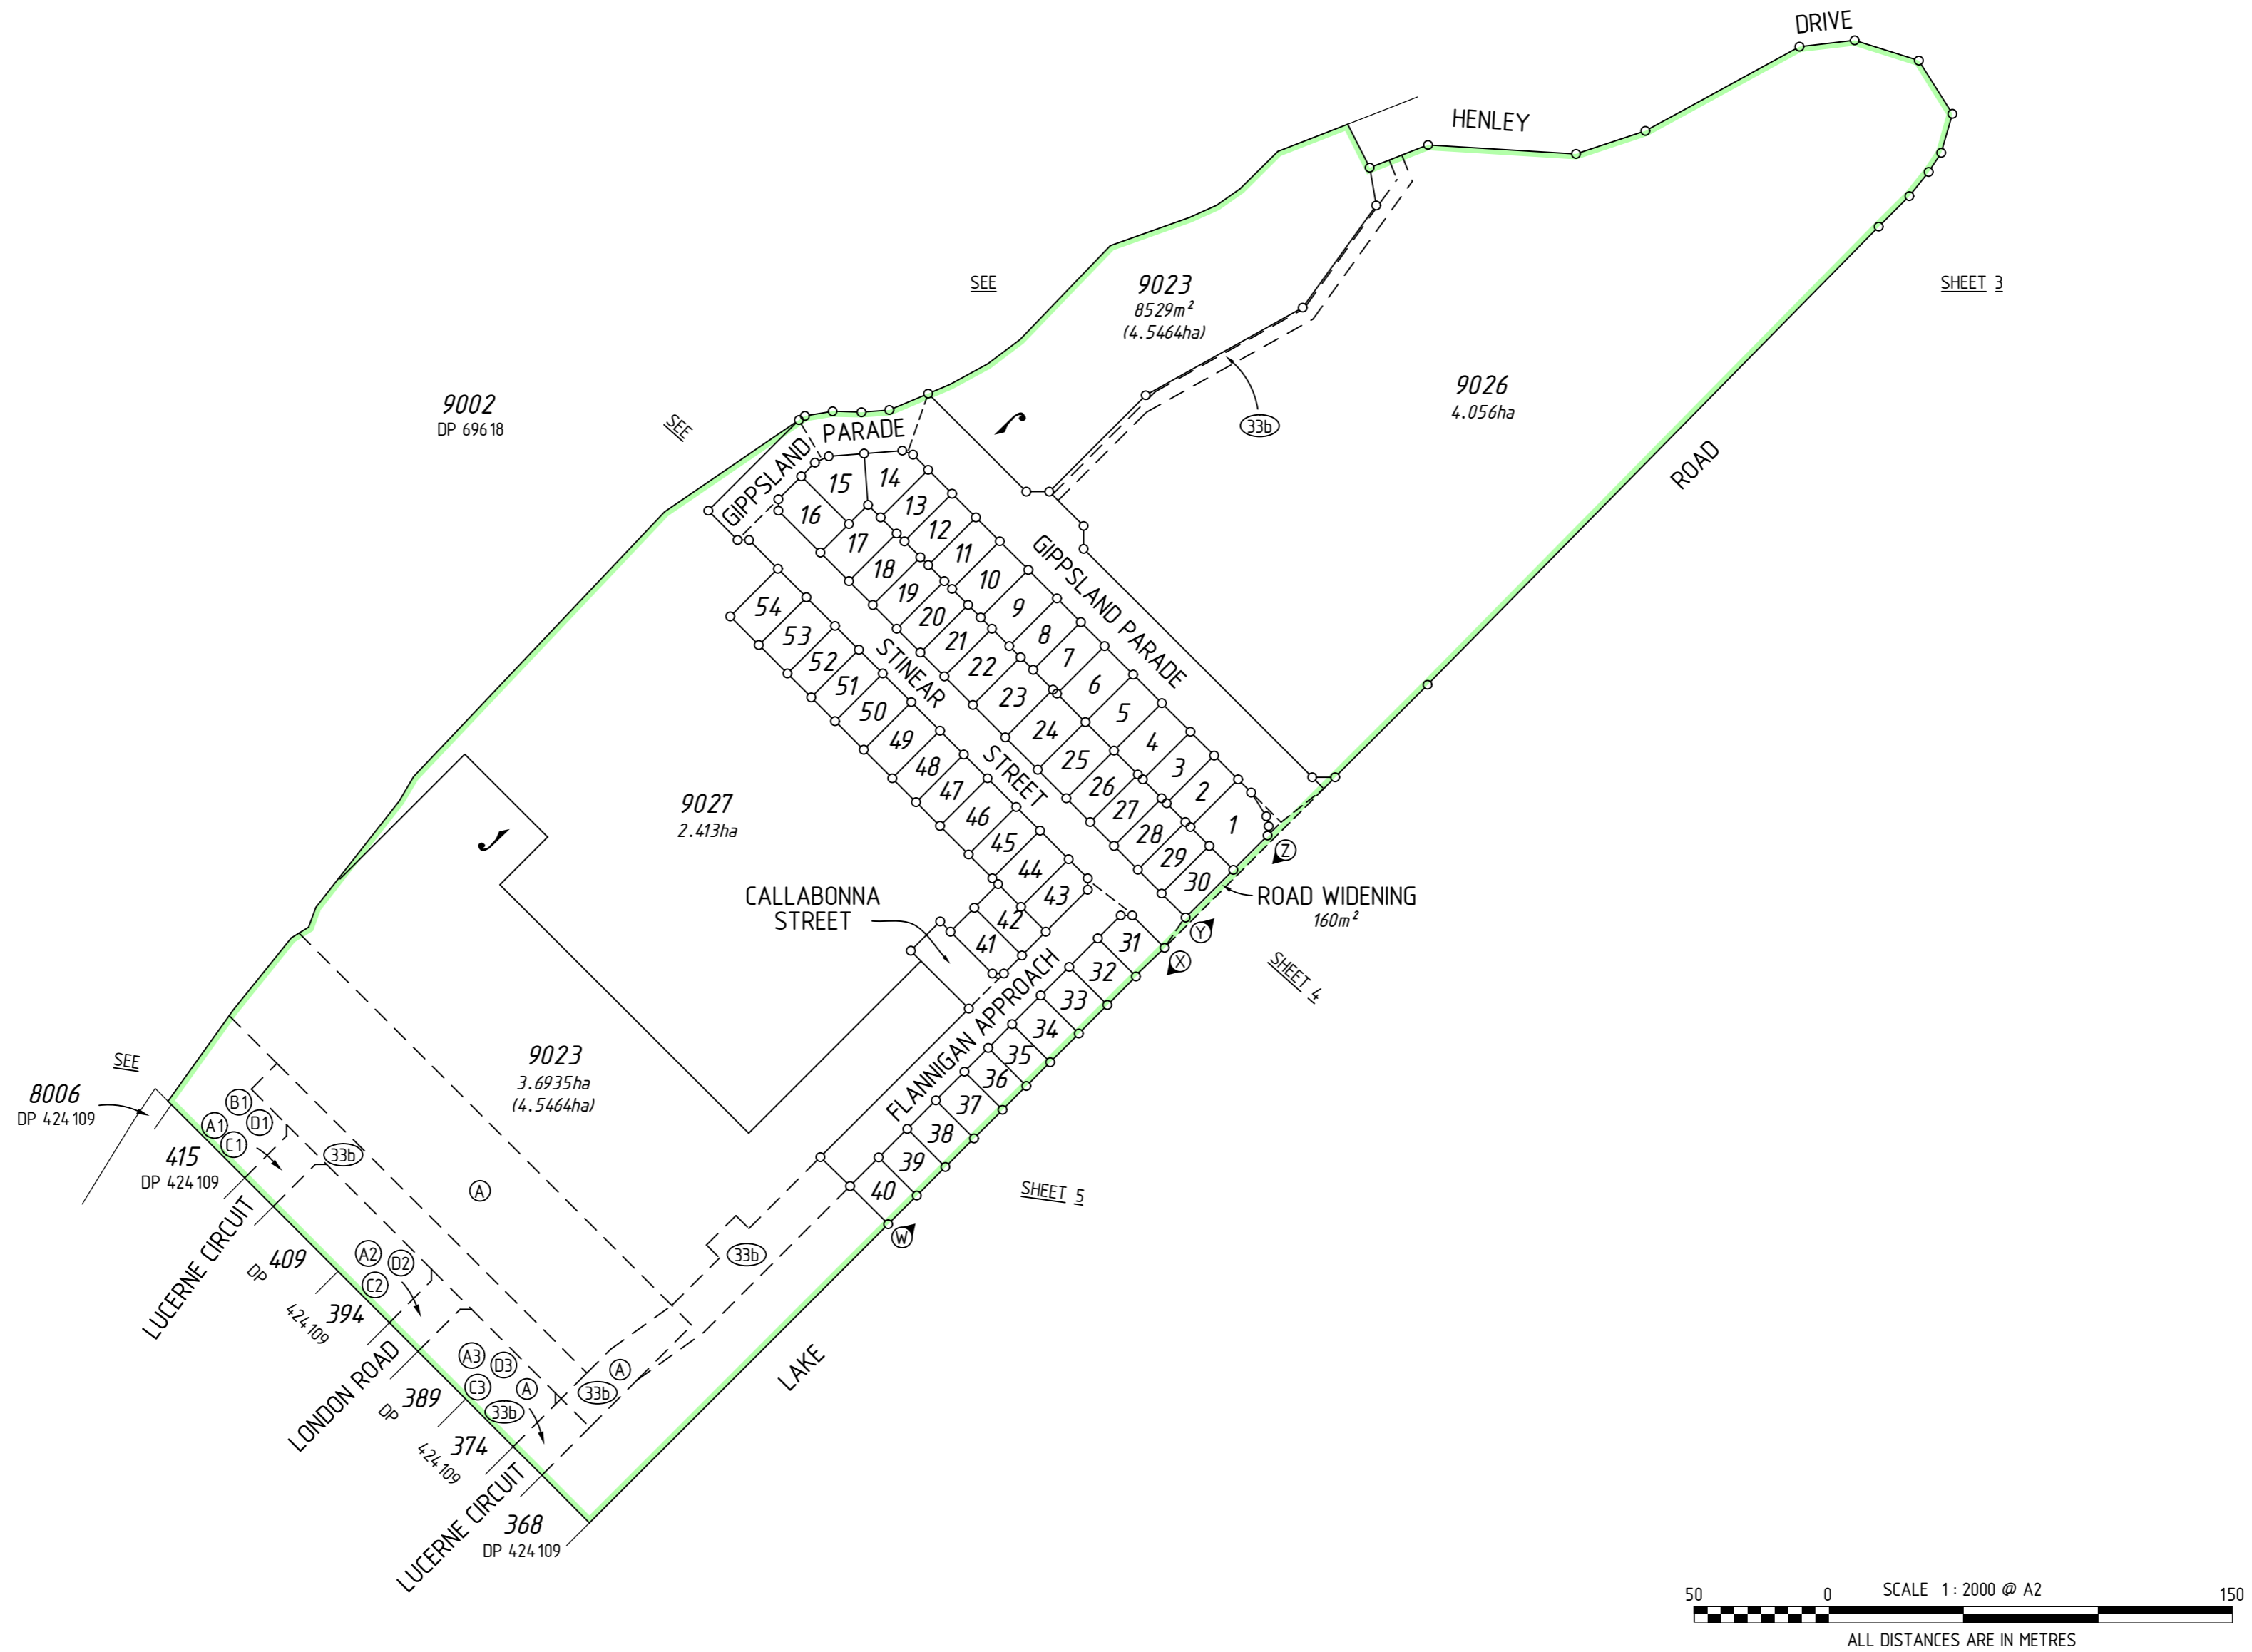 DRIVE
HENLEY
SEE
9023
8529m²
(4.5464ha)
SHEET 3
33b
9026
4.056ha
9002
DP 69618
SEE
ROAD
GIPPSLAND
PARADE
15
14
16
13
17
12
18
11
19
10
20
9
21
8
22
7
23
6
24
5
25
4
26
3
27
2
28
1
29
30
GIPPSLAND PARADE
STINEAR
STREET
54
53
52
51
50
49
48
47
46
45
44
43
42
41
9027
2.413ha
CALLABONNA
STREET
Z
ROAD WIDENING
160m²
Y
X
SHEET 4
31
32
33
34
35
36
37
38
39
40
FLANNIGAN APPROACH
W
SHEET 5
9023
3.6935ha
(4.5464ha)
SEE
8006
DP 424109
B1
A1
D1
C1
415
DP 424109
33b
A
LUCERNE CIRCUIT
409
DP
A2
D2
C2
394
424109
33b
LONDON ROAD
A3
D3
C3
A
33b
A
33b
389
DP
374
424109
LUCERNE CIRCUIT
368
DP 424109
LAKE
SCALE 1 : 2000 @ A2
50
0
150
ALL DISTANCES ARE IN METRES